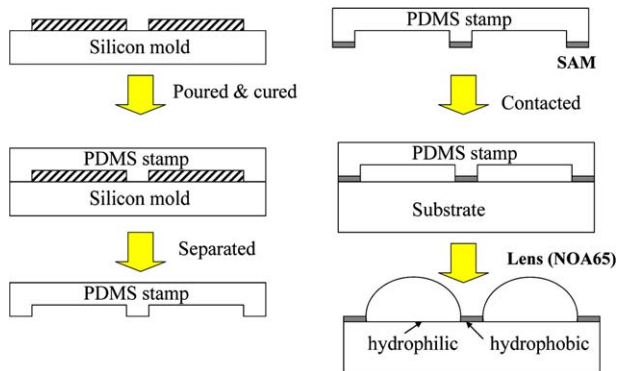 Silicon mold
Poured & cured
PDMS stamp
Silicon mold
Separated
PDMS stamp
PDMS stamp
SAM
Contacted
PDMS stamp
Substrate
Lens (NOA65)
hydrophilic
hydrophobic